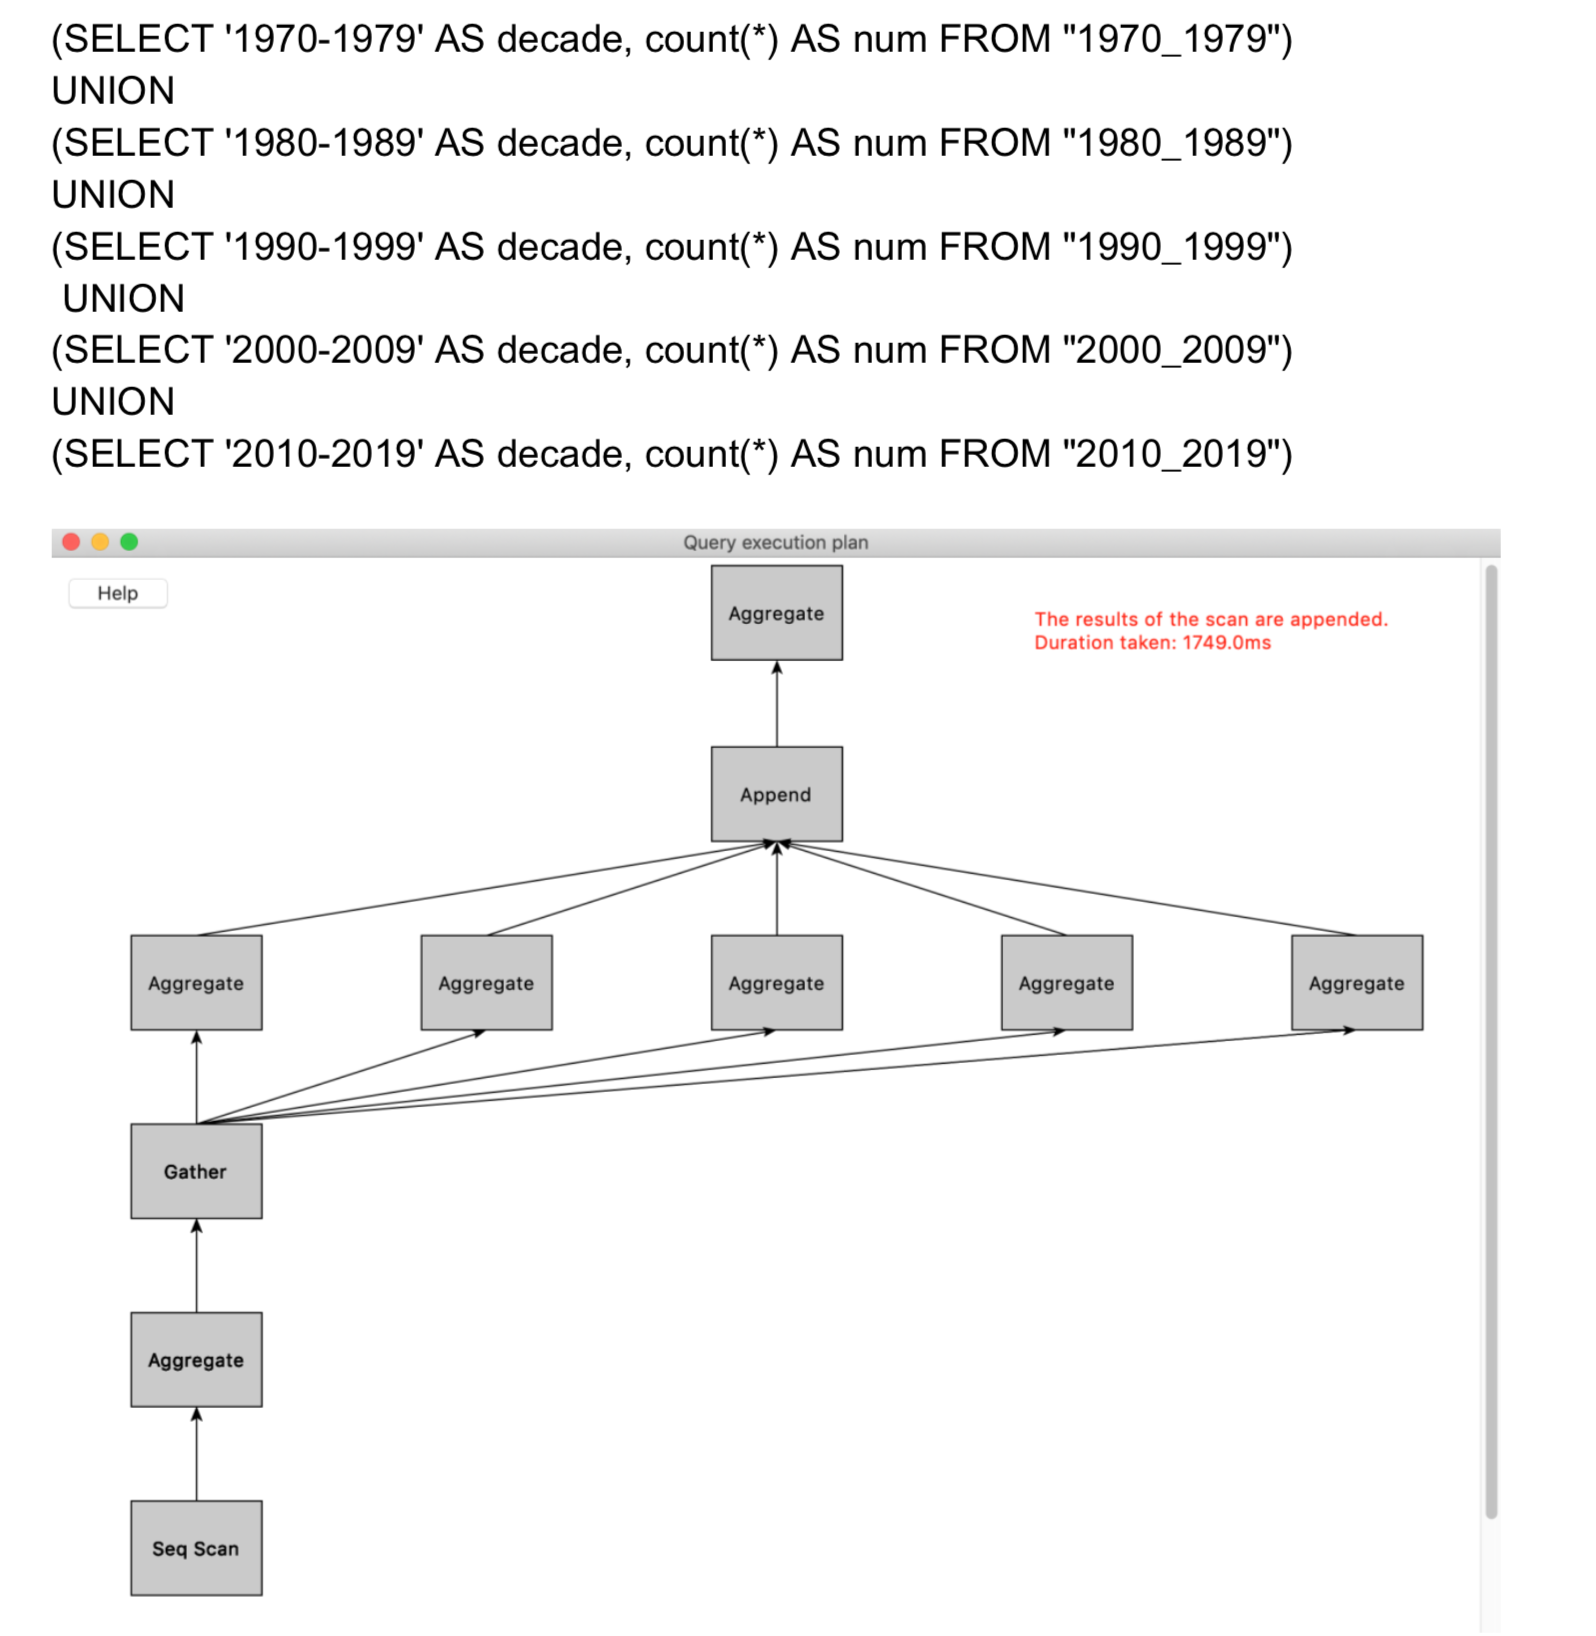 (SELECT '1970-1979' AS decade, count(*) AS num FROM "1970_1979")
UNION
(SELECT '1980-1989' AS decade, count(*) AS num FROM "1980_1989")
UNION
(SELECT '1990-1999' AS decade, count(*) AS num FROM "1990_1999")
UNION
(SELECT '2000-2009' AS decade, count(*) AS num FROM "2000_2009")
UNION
(SELECT '2010-2019' AS decade, count(*) AS num FROM "2010_2019")
Query execution plan
Help
Aggregate
The results of the scan are appended.
Duration taken: 1749.0ms
Append
Aggregate
Aggregate
Aggregate
Aggregate
Aggregate
Gather
Aggregate
Seq Scan